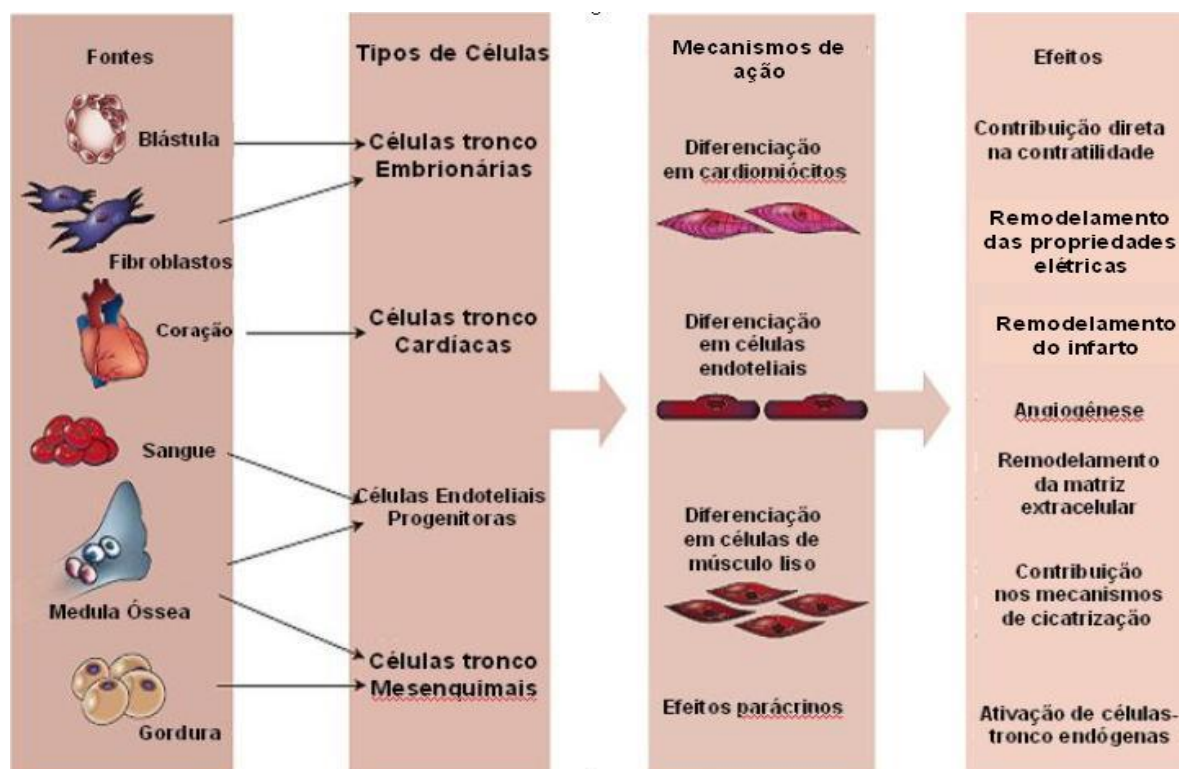 Fontes
Blástula
Fibroblastos
Coração
Sangue
Medula Óssea
Gordura
Tipos de Células
Células tronco
Embrionárias
Células tronco
Cardíacas
Células Endoteliais
Progenitoras
Células tronco
Mesenquimais
Mecanismos de
ação
Diferenciação
em cardiomiócitos
Diferenciação
em células
endoteliais
Diferenciação
em células de
músculo liso
Efeitos parácrinos
Efeitos
Contribuição direta
na contratilidade
Remodelamento
das propriedades
elétricas
Remodelamento
do infarto
Angiogênese
Remodelamento
da matriz
extracelular
Contribuição
nos mecanismos
de cicatrização
Ativação de células-
tronco endógenas